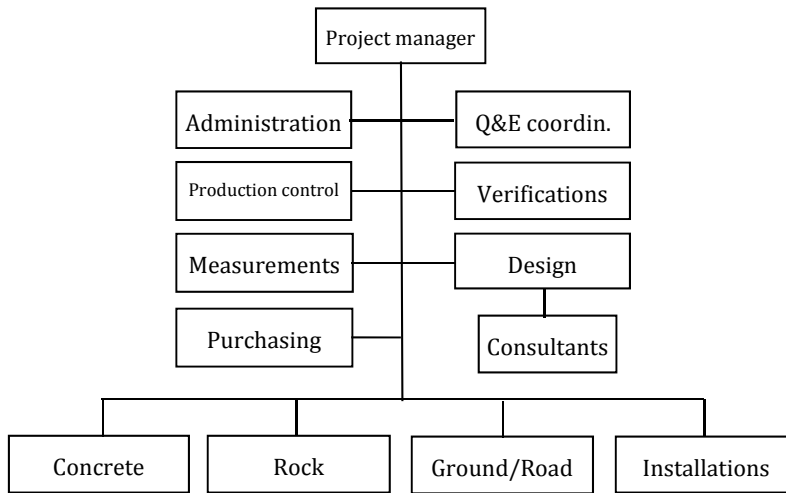 Project manager
Administration
Q&E coordin.
Production control
Verifications
Measurements
Design
Purchasing
Consultants
Concrete
Rock
Ground/Road
Installations